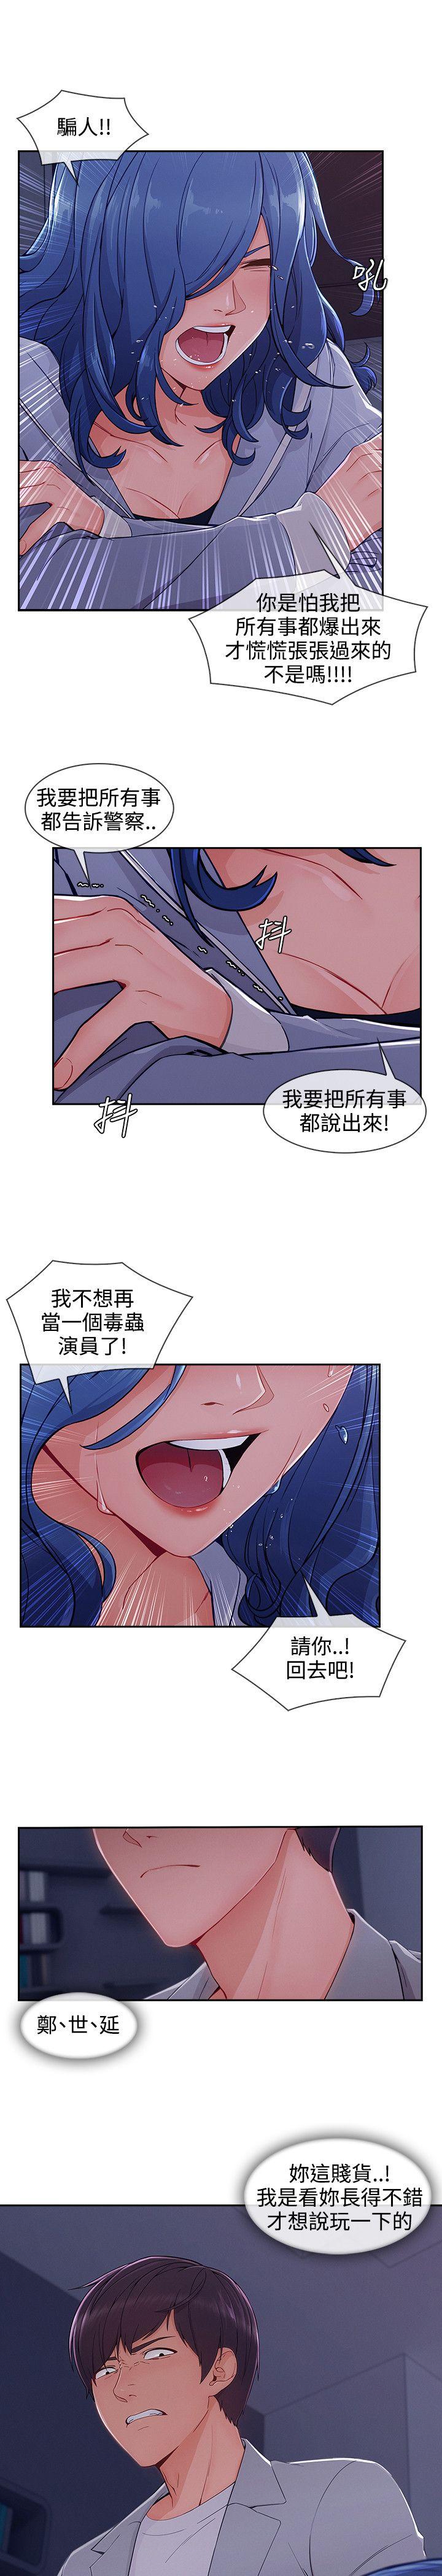 騙人!!
吼
你是怕我把
所有事都爆出來
才慌慌張張過來的
不是嗎!!!!
我要把所有事
都告訴警察..
抖
抖
我要把所有事
都說出來!
我不想再
當一個毒蟲
演員了!
請你..!
回去吧!
鄭、世、延
妳這賤貨..!
我是看妳長得不錯
才想說玩一下的